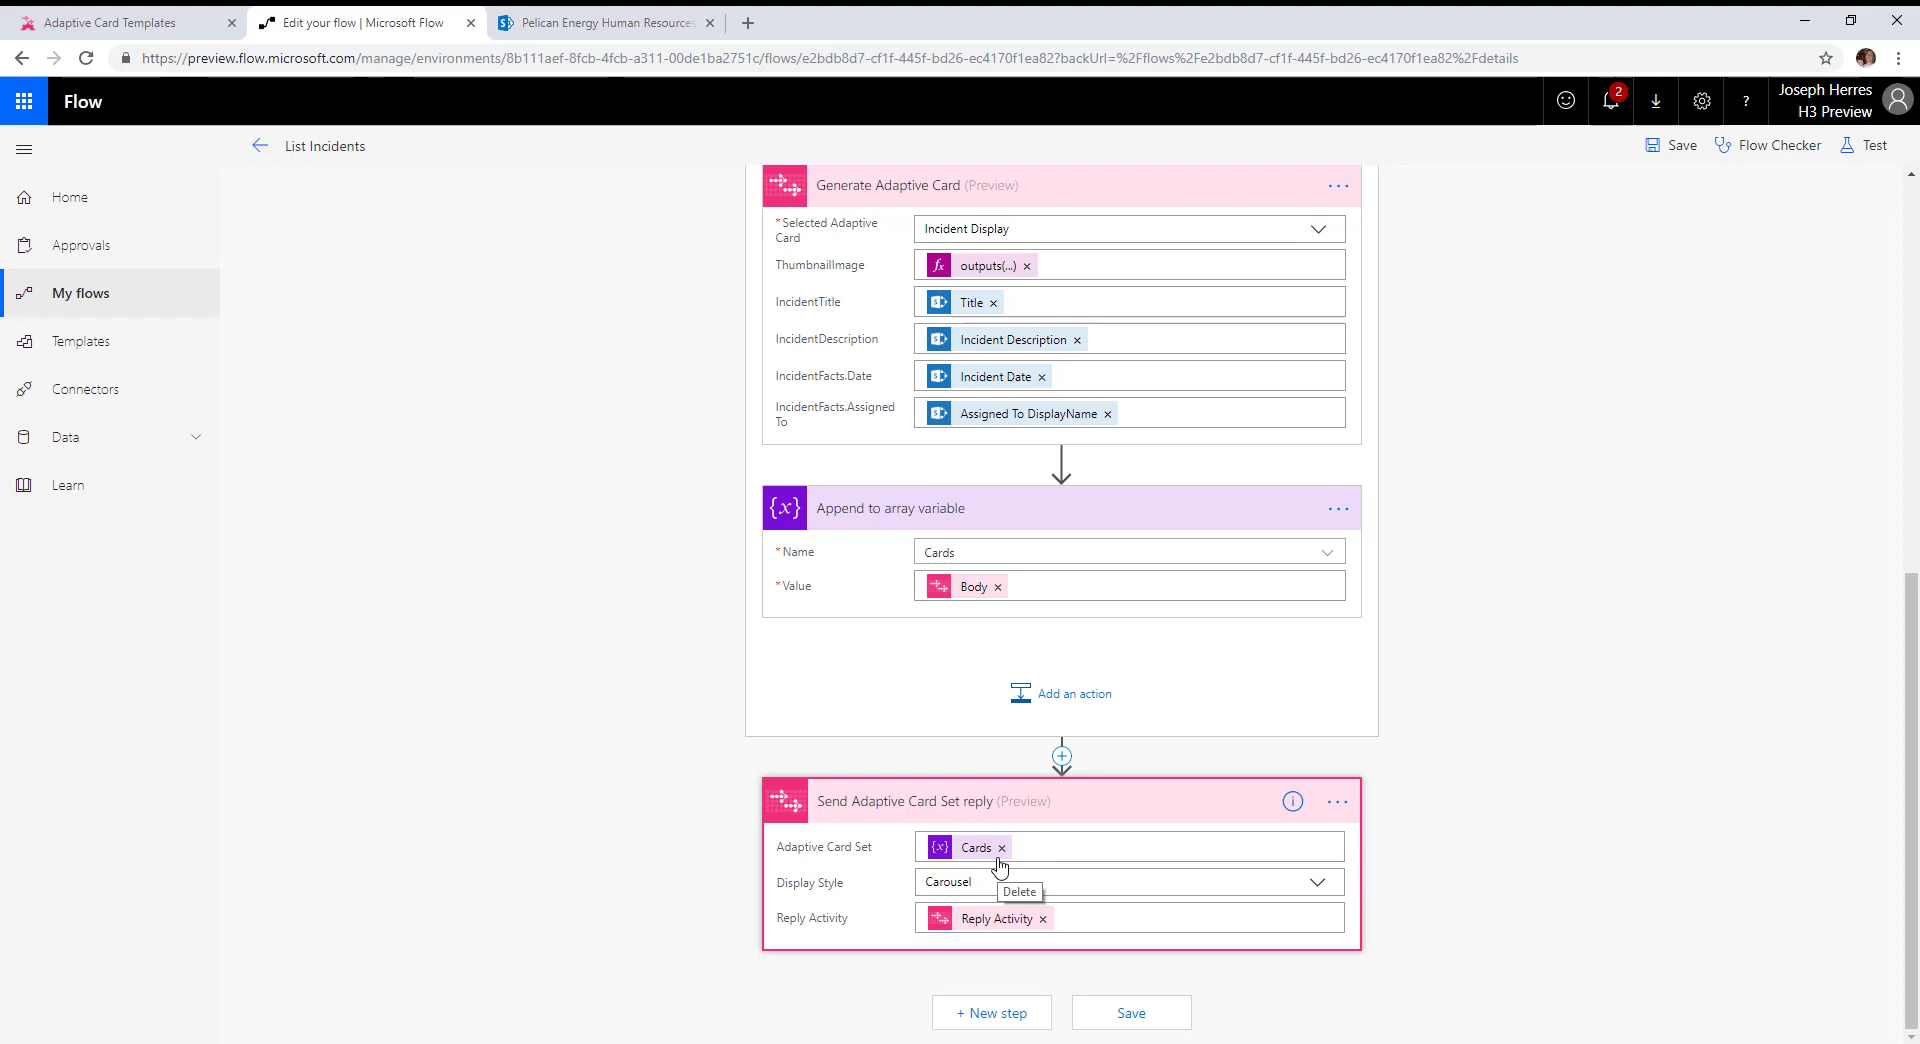 Adaptive Card Templates
Edit your flow | Microsoft Flow
Pelican Energy Human Resources
https://preview.flow.microsoft.com/manage/environments/8b111aef-8fcb-4fcb-a311-00de1ba2751c/flows/e2bdb8d7-cf1f-445f-bd26-ec4170f1ea82?backUrl=%2Fflows%2Fe2bdb8d7-cf1f-445f-bd26-ec4170f1ea82%2Fdetails
Flow
2
?
Joseph Herres
H3 Preview
List Incidents
Save
Flow Checker
Test
Home
Approvals
My flows
Templates
Connectors
Data
Learn
Generate Adaptive Card (Preview)
* Selected Adaptive Card
Incident Display
ThumbnailImage
fx outputs(...) ×
IncidentTitle
Title ×
IncidentDescription
Incident Description ×
IncidentFacts.Date
Incident Date ×
IncidentFacts.Assigned To
Assigned To DisplayName ×
{x} Append to array variable
* Name
Cards
* Value
Body ×
Add an action
Send Adaptive Card Set reply (Preview)
Adaptive Card Set
{x} Cards ×
Display Style
Carousel
Delete
Reply Activity
Reply Activity ×
+ New step
Save